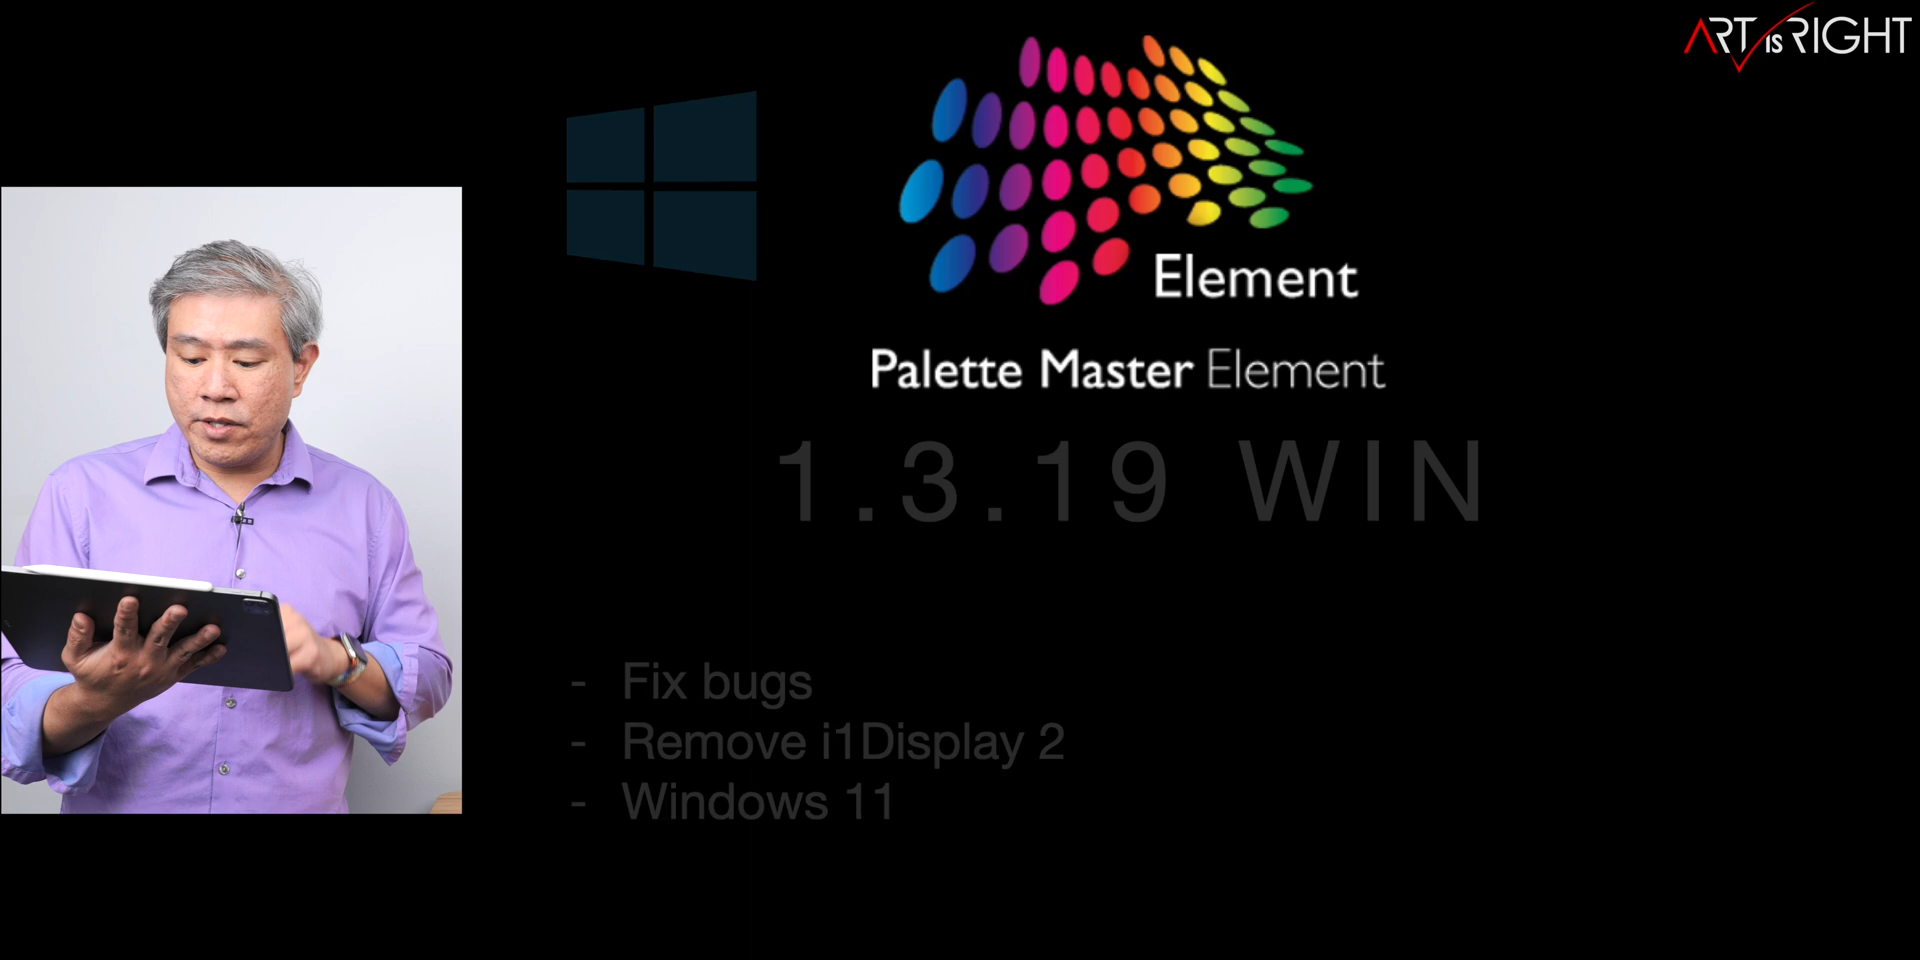 ART is RIGHT
Element
Palette Master Element
1.3.19 WIN
- Fix bugs
- Remove i1Display 2
- Windows 11